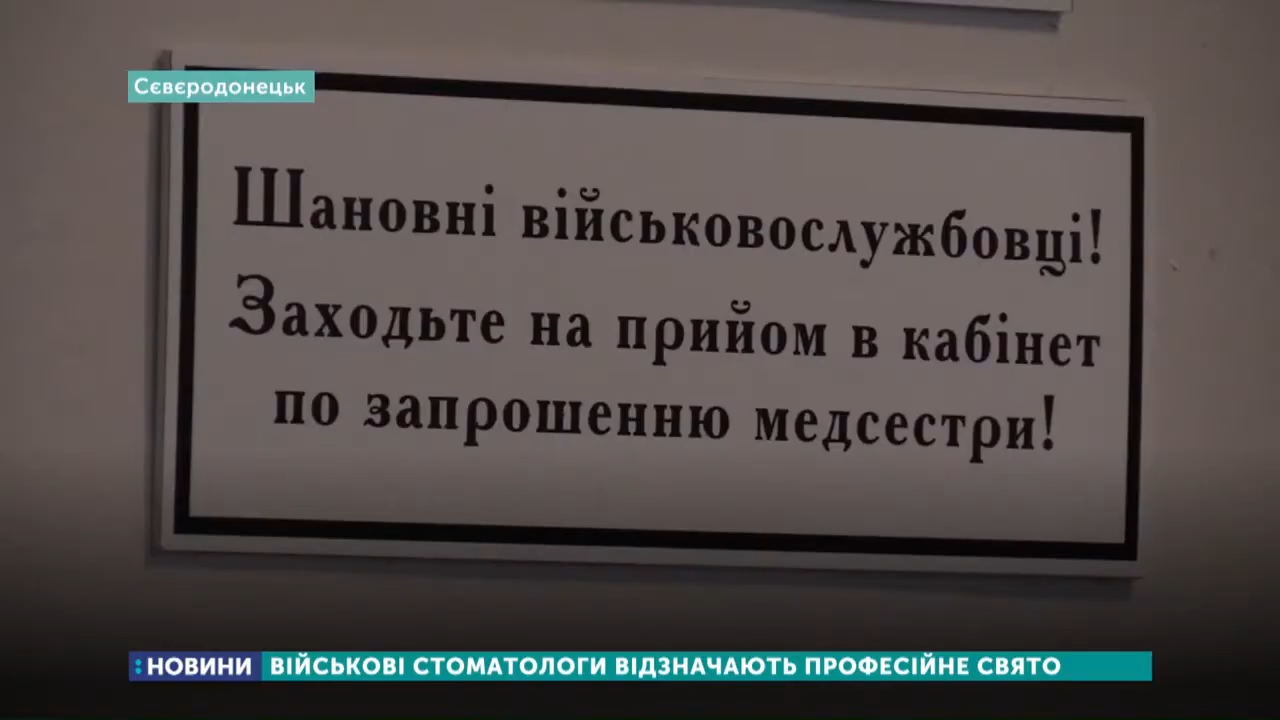 Сєвєродонецьк
Шановні військовослужбовці!
Заходьте на прийом в кабінет
по запрошенню медсестри!
:НОВИНИ ВІЙСЬКОВІ СТОМАТОЛОГИ ВІДЗНАЧАЮТЬ ПРОФЕСІЙНЕ СВЯТО